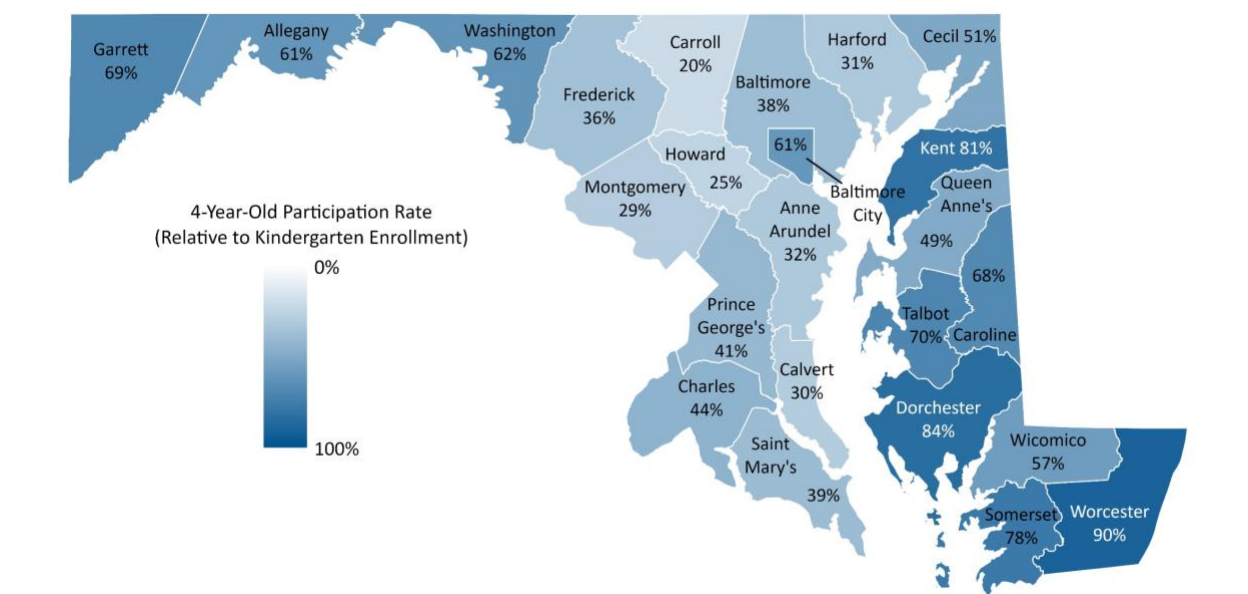 Garrett
69%
Allegany
61%
Washington
62%
Frederick
36%
Carroll
20%
Baltimore
38%
61%
Baltimore
City
Harford
31%
Cecil 51%
Kent 81%
Queen
Anne's
49%
Howard
25%
Montgomery
29%
Anne
Arundel
32%
4-Year-Old Participation Rate
(Relative to Kindergarten Enrollment)
0%
100%
68%
Caroline
Talbot
70%
Prince
George's
41%
Calvert
30%
Charles
44%
Saint
Mary's
39%
Dorchester
84%
Wicomico
57%
Somerset
78%
Worcester
90%